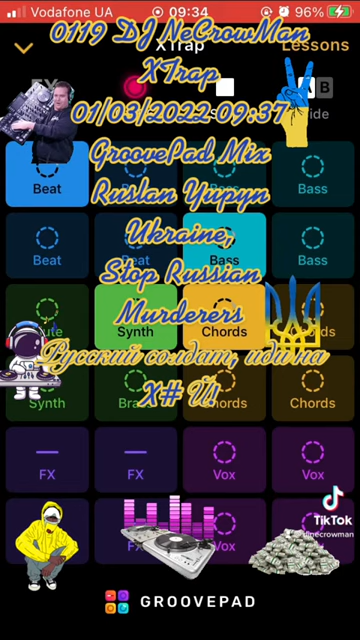 Vodafone UA 09:34 96%
0119 DJ NeCrowMan
XTrap Lessons
XTrap
01/03/2022 09:37
GroovePad Mix
Beat Bass
Ruslan Ynpyn
Ukraine,
Beat Bass Bass
Stop Russian
Murderers
Synth Chords
Русский солдат, иди на
Х# Й!
Synth Chords Chords
FX FX Vox Vox
TikTok
Vox
GROOVEPAD